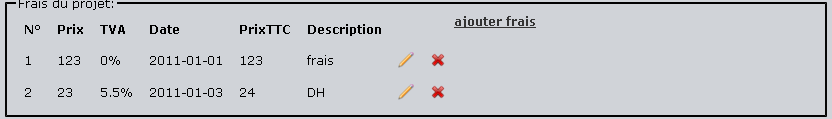 Frais du projet:
ajouter frais
N° Prix TVA Date PrixTTC Description
1 123 0% 2011-01-01 123 frais
2 23 5.5% 2011-01-03 24 DH